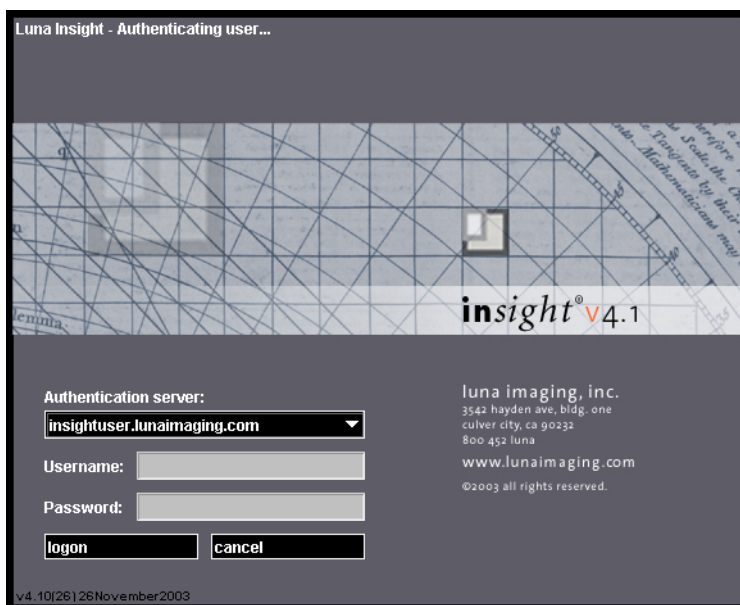 Luna Insight - Authenticating user...
insight® v4.1
lemma.
Authentication server:
insightuser.lunaimaging.com
Username:
Password:
logon
cancel
luna imaging, inc.
3542 hayden ave, bldg. one
culver city, ca 90232
800 452 luna
www.lunaimaging.com
©2003 all rights reserved.
v4.10(26) 26November2003